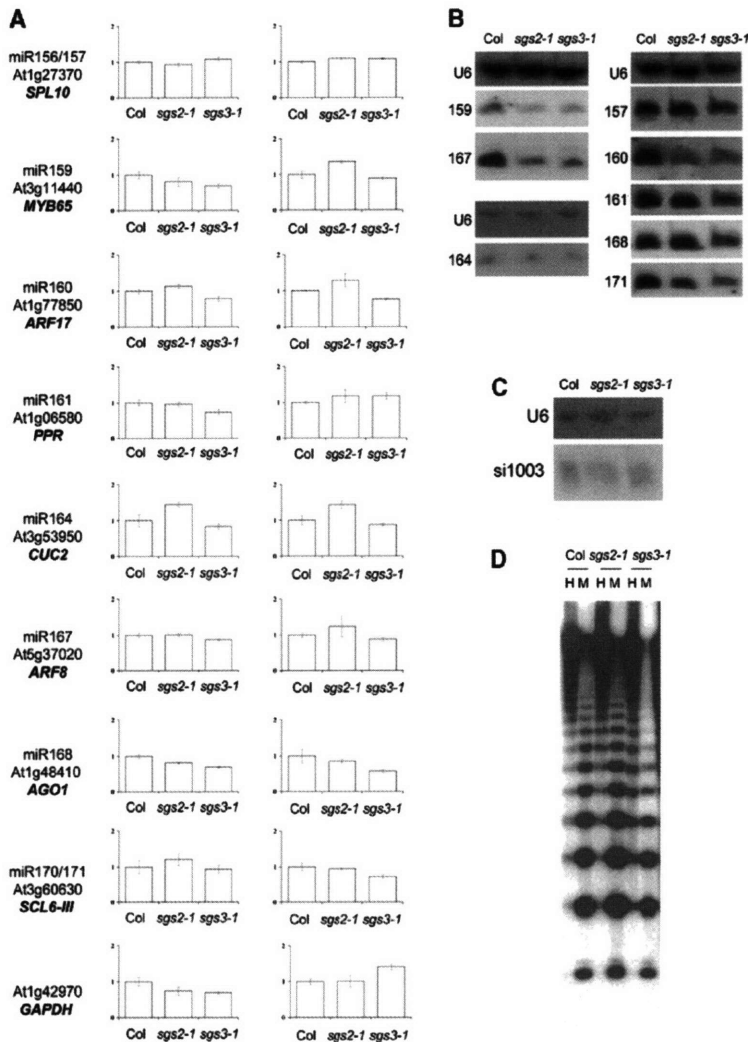 A
miR156/157
At1g27370
SPL10
Col sgs2-1 sgs3-1
Col sgs2-1 sgs3-1
miR159
At3g11440
MYB65
Col sgs2-1 sgs3-1
Col sgs2-1 sgs3-1
miR160
At1g77850
ARF17
Col sgs2-1 sgs3-1
Col sgs2-1 sgs3-1
miR161
At1g06580
PPR
Col sgs2-1 sgs3-1
Col sgs2-1 sgs3-1
miR164
At3g53950
CUC2
Col sgs2-1 sgs3-1
Col sgs2-1 sgs3-1
miR167
At5g37020
ARF8
Col sgs2-1 sgs3-1
Col sgs2-1 sgs3-1
miR168
At1g48410
AGO1
Col sgs2-1 sgs3-1
Col sgs2-1 sgs3-1
miR170/171
At3g60630
SCL6-III
Col sgs2-1 sgs3-1
Col sgs2-1 sgs3-1
At1g42970
GAPDH
Col sgs2-1 sgs3-1
Col sgs2-1 sgs3-1
B
Col sgs2-1 sgs3-1
U6
159
167
U6
164
Col sgs2-1 sgs3-1
U6
157
160
161
168
171
C
Col sgs2-1 sgs3-1
U6
si1003
D
Col sgs2-1 sgs3-1
H M H M H M